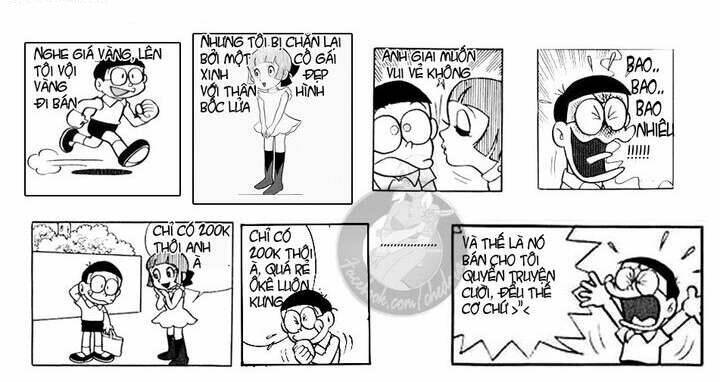 NGHE GIÁ VÀNG, LÊN
TÔI VỘI
VÀNG
ĐI BÁN
NHƯNG TÔI BỊ CHẶN LẠI
BỞI MỘT CÔ GÁI
XINH ĐẸP
VỚI THÂN HÌNH
BỐC LỬA
ANH GIAI MUỐN
VUI VẺ KHÔNG
BAO..
BAO..
BAO
NHIÊU
!!!!!!
CHỈ CÓ 200K
THÔI ANH
À
CHỈ CÓ
200K THÔI
À, QUÁ RẺ
ÔKÊ LUÔN
KƯNG
..................
VÀ THẾ LÀ NÓ
BÁN CHO TÔI
QUYỂN TRUYỆN
CƯỜI, ĐỂU THẾ
CƠ CHỨ >"<